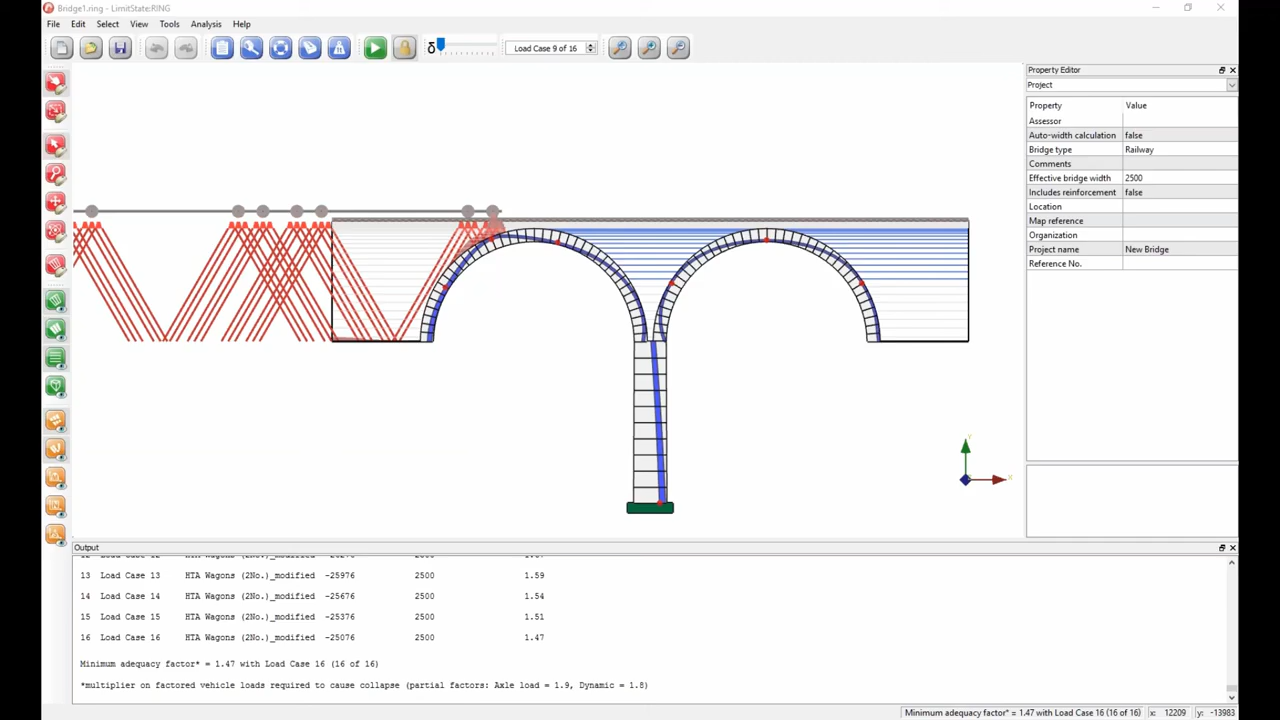 Bridge1.ring - LimitState:RING
File Edit Select View Tools Analysis Help
δ Load Case 9 of 16
Property Editor
Project
Property Value
Assessor
Auto-width calculation false
Bridge type Railway
Comments
Effective bridge width 2500
Includes reinforcement false
Location
Map reference
Organization
Project name New Bridge
Reference No.
Y
X
Output
13 Load Case 13 HTA Wagons (2No.)_modified -25976 2500 1.59
14 Load Case 14 HTA Wagons (2No.)_modified -25676 2500 1.54
15 Load Case 15 HTA Wagons (2No.)_modified -25376 2500 1.51
16 Load Case 16 HTA Wagons (2No.)_modified -25076 2500 1.47
Minimum adequacy factor* = 1.47 with Load Case 16 (16 of 16)
*multiplier on factored vehicle loads required to cause collapse (partial factors: Axle load = 1.9, Dynamic = 1.8)
Minimum adequacy factor* = 1.47 with Load Case 16 (16 of 16) x: 12209 y: -13983